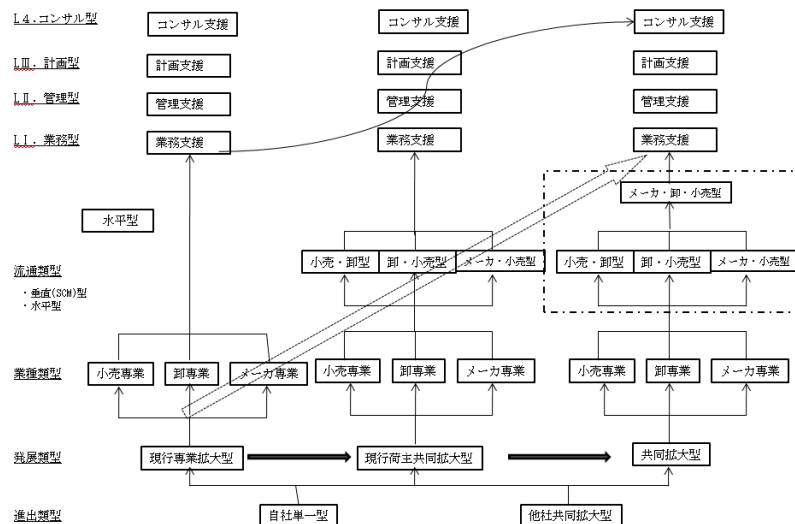 L4.コンサル型
コンサル支援
コンサル支援
コンサル支援
LⅢ．計画型
計画支援
計画支援
計画支援
LⅡ．管理型
管理支援
管理支援
管理支援
LⅠ．業務型
業務支援
業務支援
業務支援
メーカ・卸・小売型
水平型
流通類型
小売・卸型
卸・小売型
メーカ・小売型
小売・卸型
卸・小売型
メーカ・小売型
・垂直(SCM)型
・水平型
業種類型
小売専業
卸専業
メーカ専業
小売専業
卸専業
メーカ専業
小売専業
卸専業
メーカ専業
発展類型
現行専業拡大型
現行荷主共同拡大型
共同拡大型
進出類型
自社単一型
他社共同拡大型